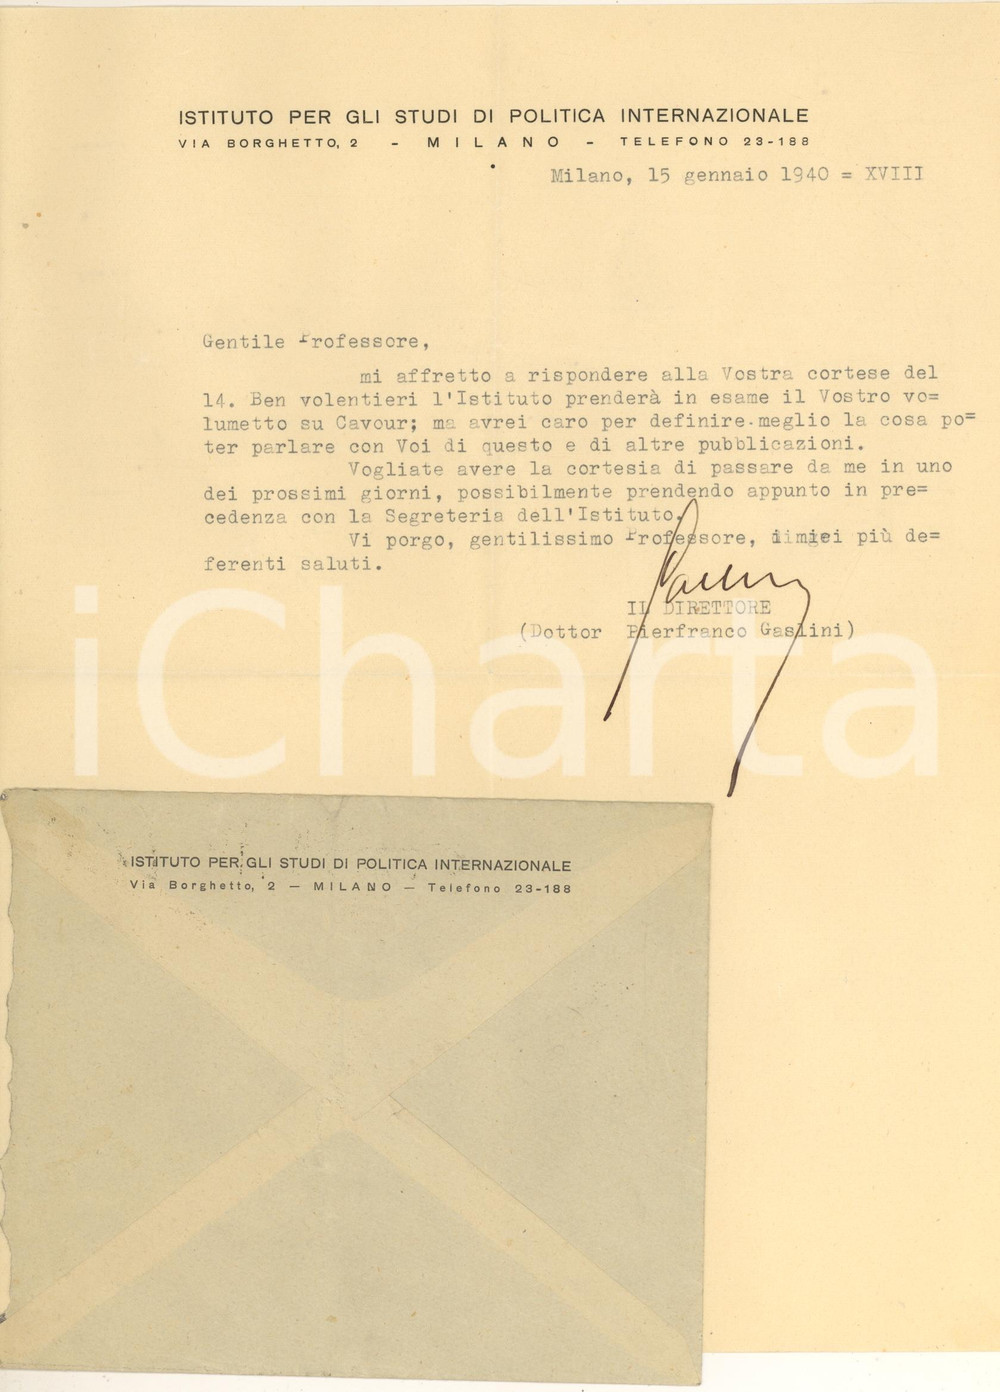 ISTITUTO PER GLI STUDI DI POLITICA INTERNAZIONALE
VIA BORGHETTO, 2 - MILANO - TELEFONO 23-188
Milano, 15 gennaio 1940 = XVIII
Gentile Professore,
mi affretto a rispondere alla Vostra cortese del
14. Ben volentieri l'Istituto prenderà in esame il Vostro vo=
lumetto su Cavour; ma avrei caro per definire meglio la cosa po=
ter parlare con Voi di questo e di altre pubblicazioni.
Vogliate avere la cortesia di passare da me in uno
dei prossimi giorni, possibilmente prendendo appunto in pre=
cedenza con la Segreteria dell'Istituto.
Vi porgo, gentilissimo Professore, i miei più de=
ferenti saluti.
IL DIRETTORE
(Dottor Pierfranco Gaslini)
iCharta
ISTITUTO PER GLI STUDI DI POLITICA INTERNAZIONALE
Via Borghetto, 2 — MILANO — Telefono 23-188